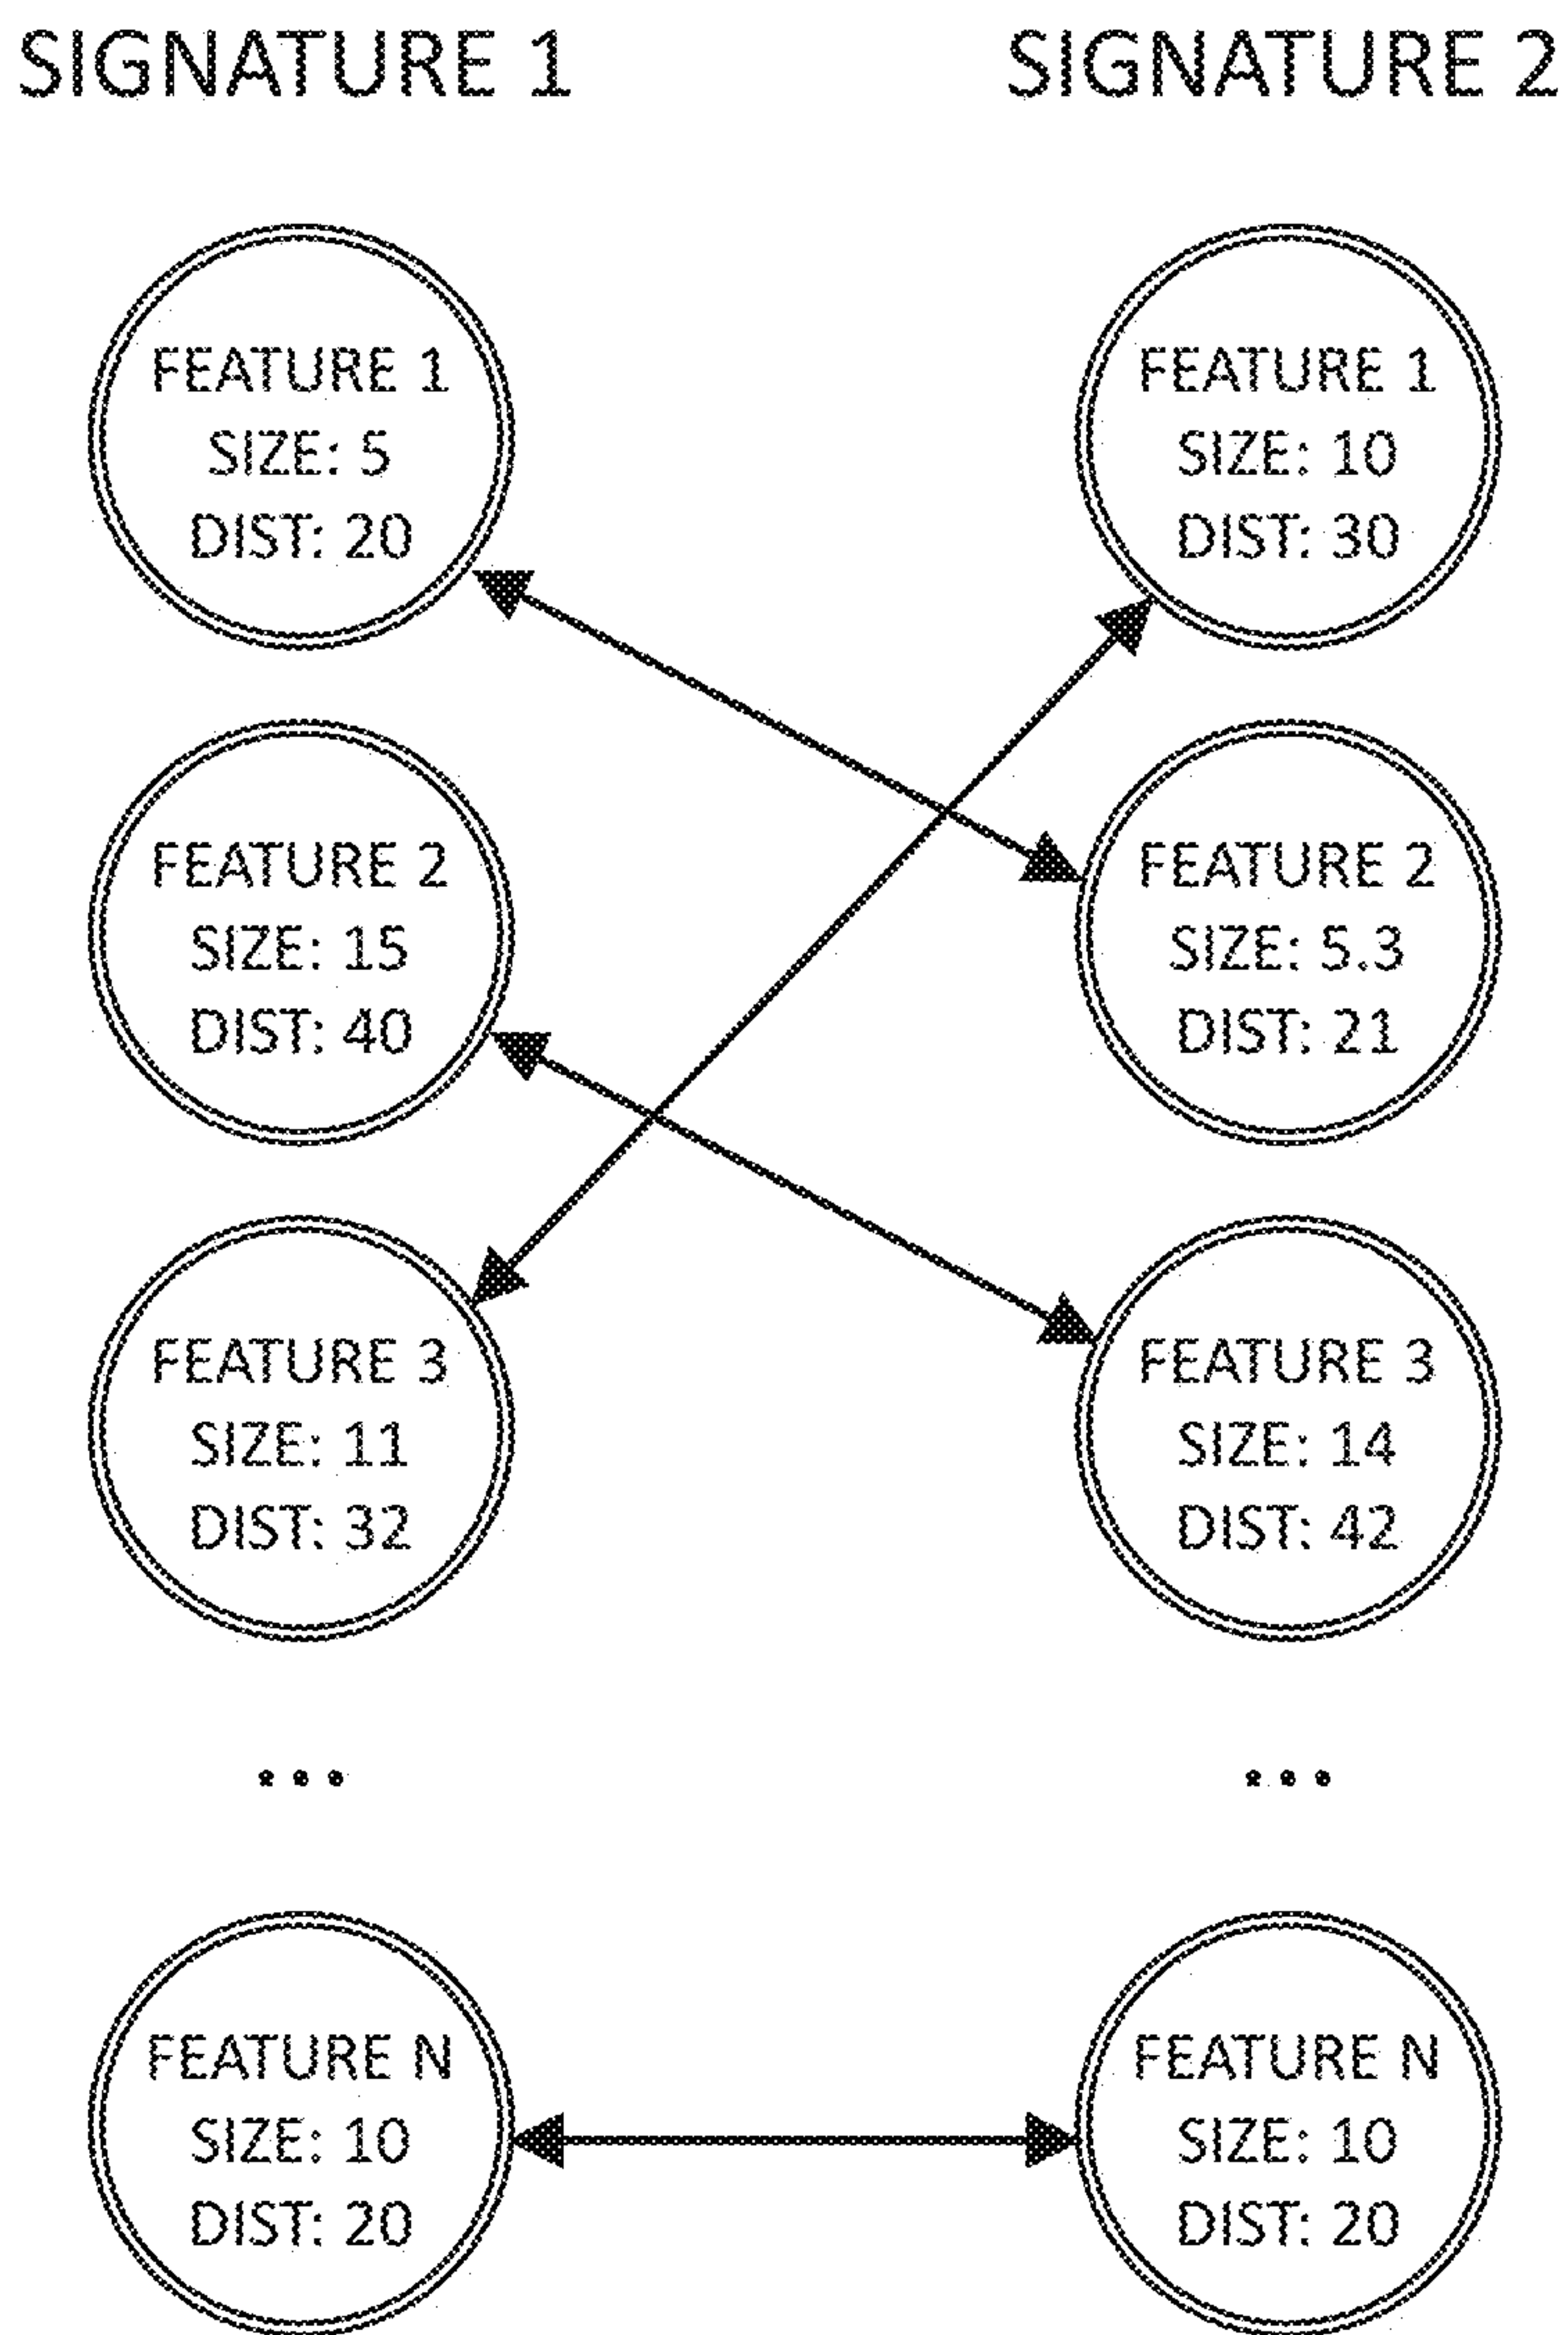 SIGNATURE 1
SIGNATURE 2
FEATURE 1
SIZE: 5
DIST: 20
FEATURE 1
SIZE: 10
DIST: 30
FEATURE 2
SIZE: 15
DIST: 40
FEATURE 2
SIZE: 5.3
DIST: 21
FEATURE 3
SIZE: 11
DIST: 32
FEATURE 3
SIZE: 14
DIST: 42
...
...
FEATURE N
SIZE: 10
DIST: 20
FEATURE N
SIZE: 10
DIST: 20